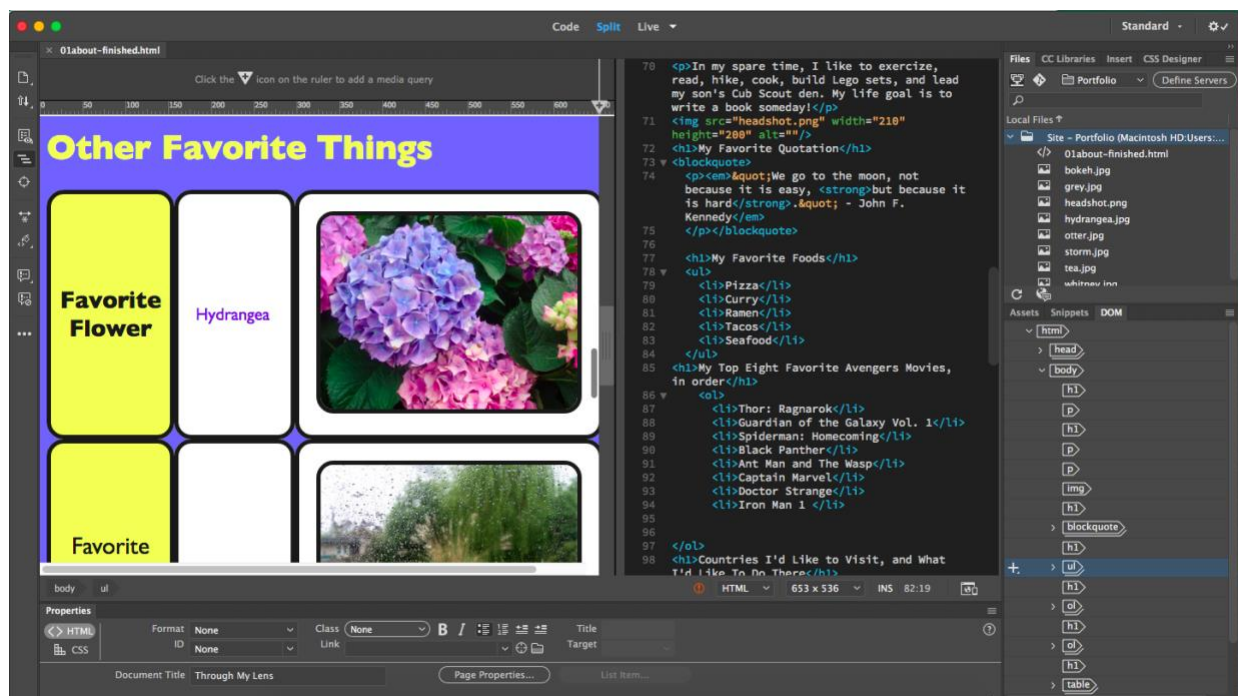 Code Split Live
Standard
× 01about-finished.html
Click the icon on the ruler to add a media query
0 50 100 150 200 250 300 350 400 450 500 550 600
Other Favorite Things
Favorite
Flower
Hydrangea
Favorite
70 <p>In my spare time, I like to exercize,
read, hike, cook, build Lego sets, and lead
my son's Cub Scout den. My life goal is to
write a book someday!</p>
71 <img src="headshot.png" width="210"
height="200" alt=""/>
72 <h1>My Favorite Quotation</h1>
73 <blockquote>
74 <p><em>&quot;We go to the moon, not
because it is easy, <strong>but because it
is hard</strong>.&quot; - John F.
Kennedy</em>
75 </p></blockquote>
76
77 <h1>My Favorite Foods</h1>
78 <ul>
79 <li>Pizza</li>
80 <li>Curry</li>
81 <li>Ramen</li>
82 <li>Tacos</li>
83 <li>Seafood</li>
84 </ul>
85 <h1>My Top Eight Favorite Avengers Movies,
in order</h1>
86 <ol>
87 <li>Thor: Ragnarok</li>
88 <li>Guardian of the Galaxy Vol. 1</li>
89 <li>Spiderman: Homecoming</li>
90 <li>Black Panther</li>
91 <li>Ant Man and The Wasp</li>
92 <li>Captain Marvel</li>
93 <li>Doctor Strange</li>
94 <li>Iron Man 1 </li>
95
96
97 </ol>
98 <h1>Countries I'd Like to Visit, and What
I'd Like To Do There</h1>
Files CC Libraries Insert CSS Designer
Portfolio Define Servers
Local Files ↑
Site - Portfolio (Macintosh HD:Users:...
01about-finished.html
bokeh.jpg
grey.jpg
headshot.png
hydrangea.jpg
otter.jpg
storm.jpg
tea.jpg
whitney.jpg
Assets Snippets DOM
html
head
body
h1
p
h1
p
p
img
h1
blockquote
h1
ul
h1
ol
h1
ol
h1
table
body ul
HTML 653 x 536 INS 82:19
Properties
<> HTML Format None Class None B I Title
CSS ID None Link Target
Document Title Through My Lens Page Properties... List Item...